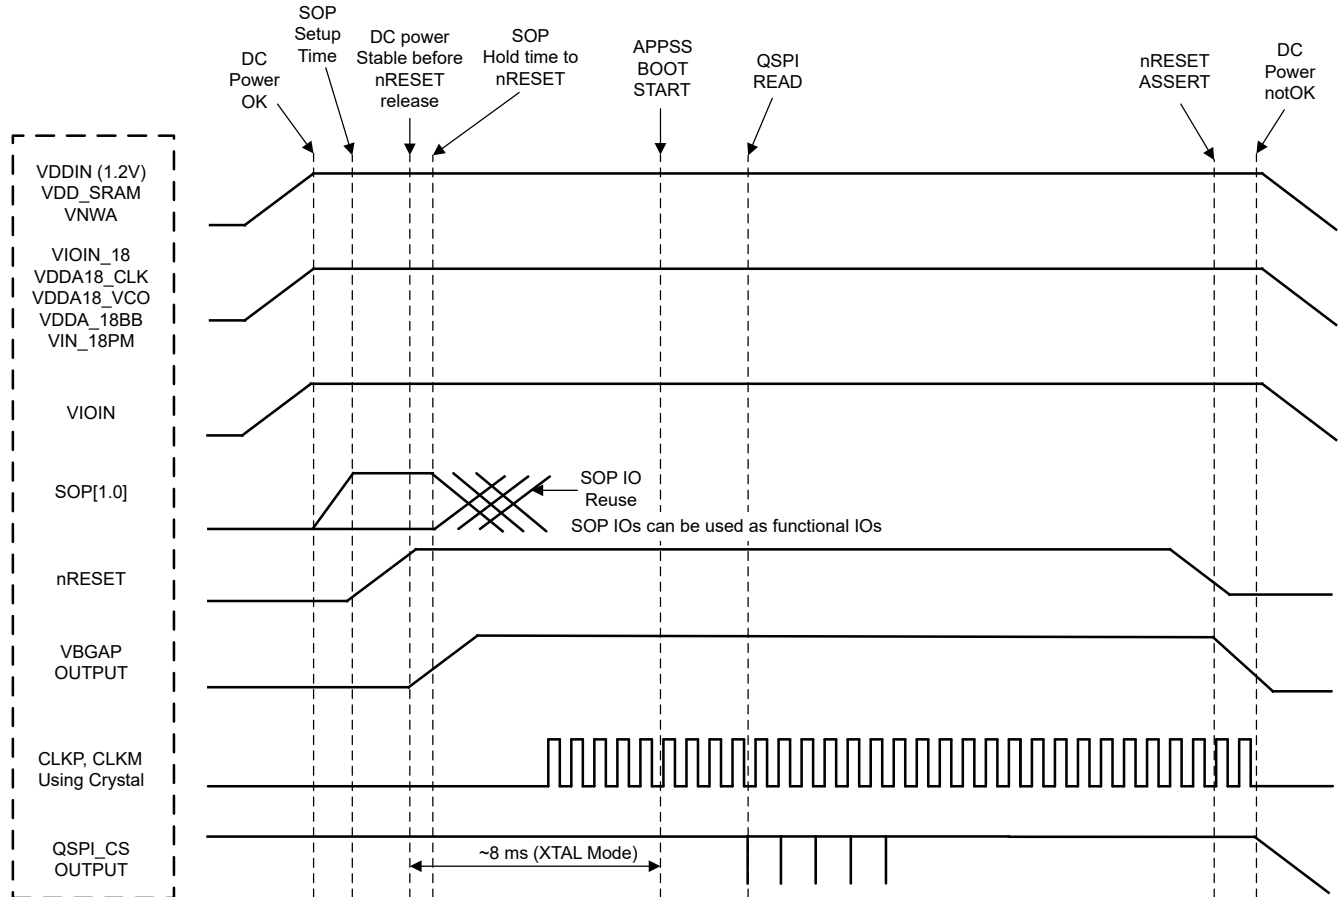 SOP
Setup
Time
DC
Power
OK
DC power
Stable before
nRESET
release
SOP
Hold time to
nRESET
APPSS
BOOT
START
QSPI
READ
nRESET
ASSERT
DC
Power
notOK
VDDIN (1.2V)
VDD_SRAM
VNWA
VIOIN_18
VDDA18_CLK
VDDA18_VCO
VDDA_18BB
VIN_18PM
VIOIN
SOP[1.0]
SOP IO
Reuse
SOP IOs can be used as functional IOs
nRESET
VBGAP
OUTPUT
CLKP, CLKM
Using Crystal
QSPI_CS
OUTPUT
~8 ms (XTAL Mode)